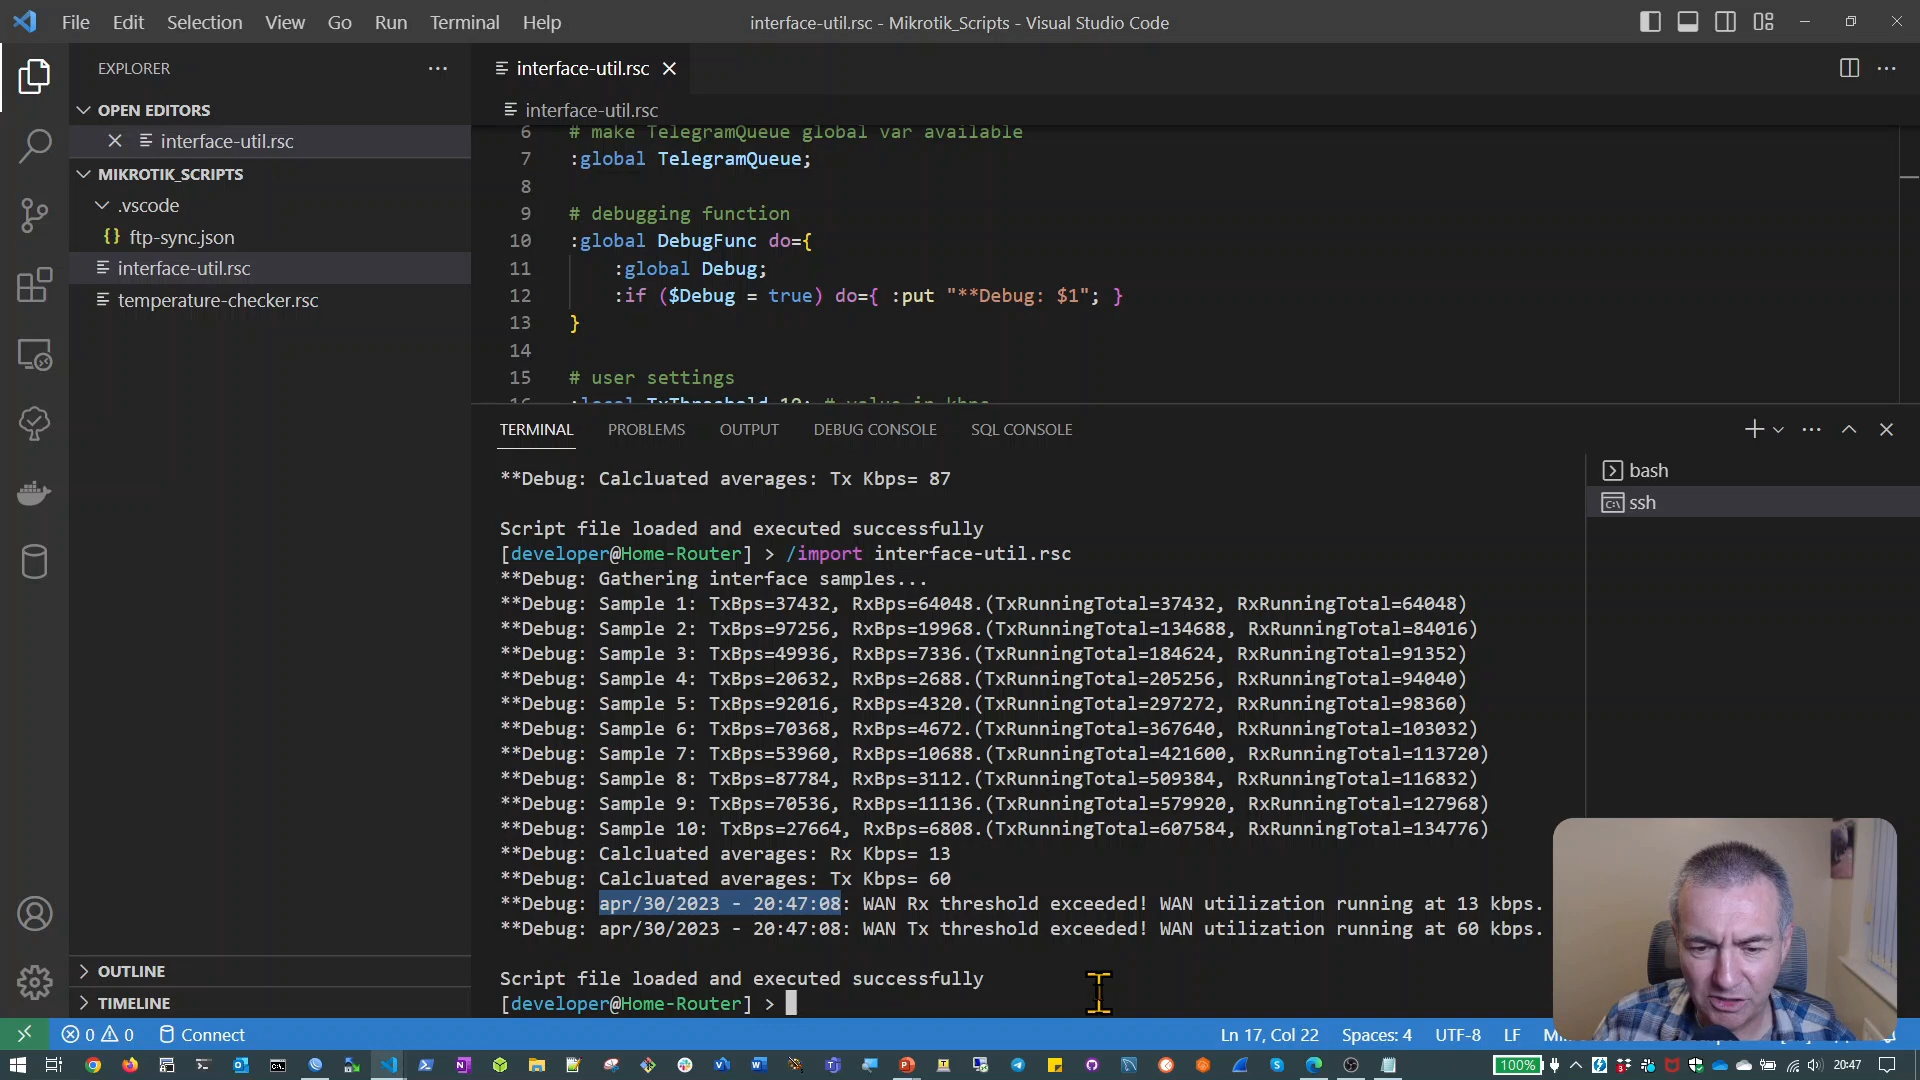 File Edit Selection View Go Run Terminal Help
interface-util.rsc - Mikrotik_Scripts - Visual Studio Code
EXPLORER
OPEN EDITORS
interface-util.rsc
MIKROTIK_SCRIPTS
.vscode
{} ftp-sync.json
interface-util.rsc
temperature-checker.rsc
OUTLINE
TIMELINE
interface-util.rsc
interface-util.rsc
6 # make TelegramQueue global var available
7 :global TelegramQueue;
8
9 # debugging function
10 :global DebugFunc do={
11 :global Debug;
12 :if ($Debug = true) do={ :put "**Debug: $1"; }
13 }
14
15 # user settings
16 :local TxThreshold 10; # value in kbps
TERMINAL PROBLEMS OUTPUT DEBUG CONSOLE SQL CONSOLE
**Debug: Calcluated averages: Tx Kbps= 87
Script file loaded and executed successfully
[developer@Home-Router] > /import interface-util.rsc
**Debug: Gathering interface samples...
**Debug: Sample 1: TxBps=37432, RxBps=64048.(TxRunningTotal=37432, RxRunningTotal=64048)
**Debug: Sample 2: TxBps=97256, RxBps=19968.(TxRunningTotal=134688, RxRunningTotal=84016)
**Debug: Sample 3: TxBps=49936, RxBps=7336.(TxRunningTotal=184624, RxRunningTotal=91352)
**Debug: Sample 4: TxBps=20632, RxBps=2688.(TxRunningTotal=205256, RxRunningTotal=94040)
**Debug: Sample 5: TxBps=92016, RxBps=4320.(TxRunningTotal=297272, RxRunningTotal=98360)
**Debug: Sample 6: TxBps=70368, RxBps=4672.(TxRunningTotal=367640, RxRunningTotal=103032)
**Debug: Sample 7: TxBps=53960, RxBps=10688.(TxRunningTotal=421600, RxRunningTotal=113720)
**Debug: Sample 8: TxBps=87784, RxBps=3112.(TxRunningTotal=509384, RxRunningTotal=116832)
**Debug: Sample 9: TxBps=70536, RxBps=11136.(TxRunningTotal=579920, RxRunningTotal=127968)
**Debug: Sample 10: TxBps=27664, RxBps=6808.(TxRunningTotal=607584, RxRunningTotal=134776)
**Debug: Calcluated averages: Rx Kbps= 13
**Debug: Calcluated averages: Tx Kbps= 60
**Debug: apr/30/2023 - 20:47:08: WAN Rx threshold exceeded! WAN utilization running at 13 kbps.
**Debug: apr/30/2023 - 20:47:08: WAN Tx threshold exceeded! WAN utilization running at 60 kbps.
Script file loaded and executed successfully
[developer@Home-Router] >
bash
ssh
0 0 Connect
Ln 17, Col 22 Spaces: 4 UTF-8 LF
100% 20:47